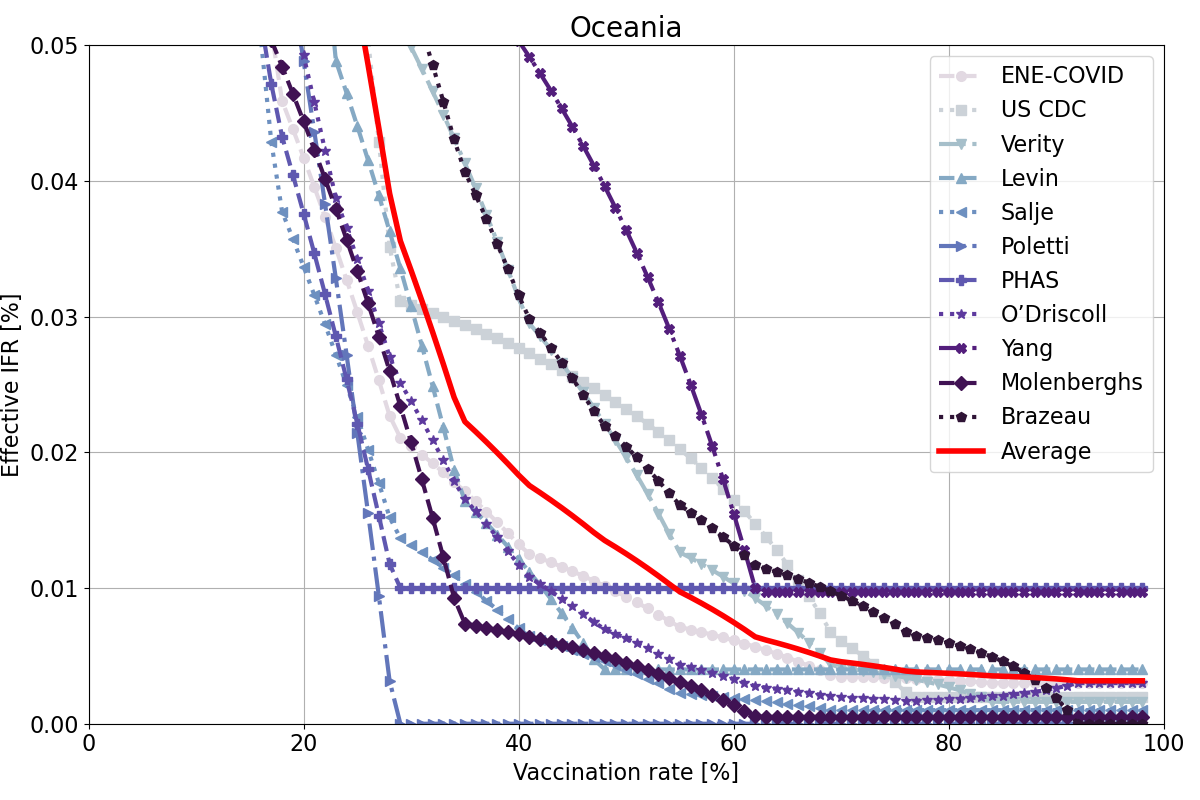 Oceania
Effective IFR [%]
0.05
0.04
0.03
0.02
0.01
0.00
0
20
40
60
80
100
Vaccination rate [%]
ENE-COVID
US CDC
Verity
Levin
Salje
Poletti
PHAS
O’Driscoll
Yang
Molenberghs
Brazeau
Average